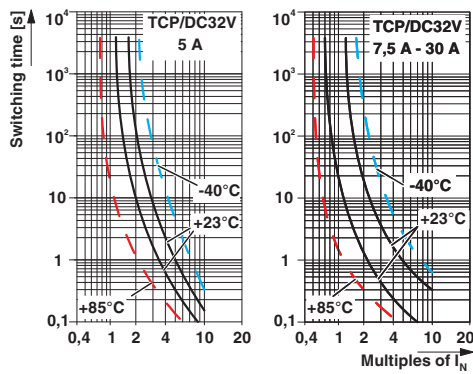 Switching time [s]
10⁴
10³
10²
10
1
0,1
TCP/DC32V
5 A
-40°C
+23°C
+85°C
0,4 1 2 4 10 20
10⁴
10³
10²
10
1
0,1
TCP/DC32V
7,5 A - 30 A
-40°C
+23°C
+85°C
0,4 1 2 4 10 20
Multiples of I_N